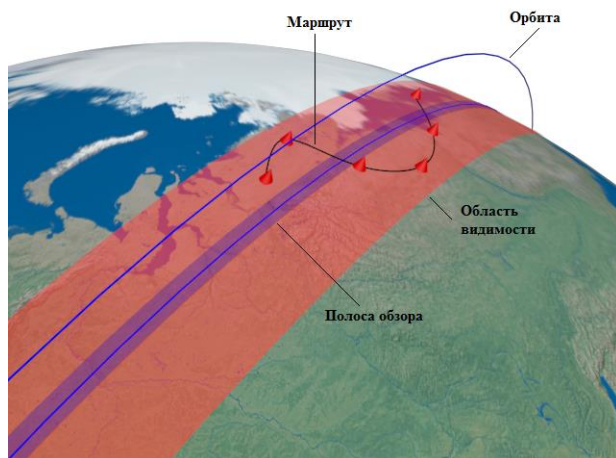 Маршрут
Орбита
Область
видимости
Полоса обзора